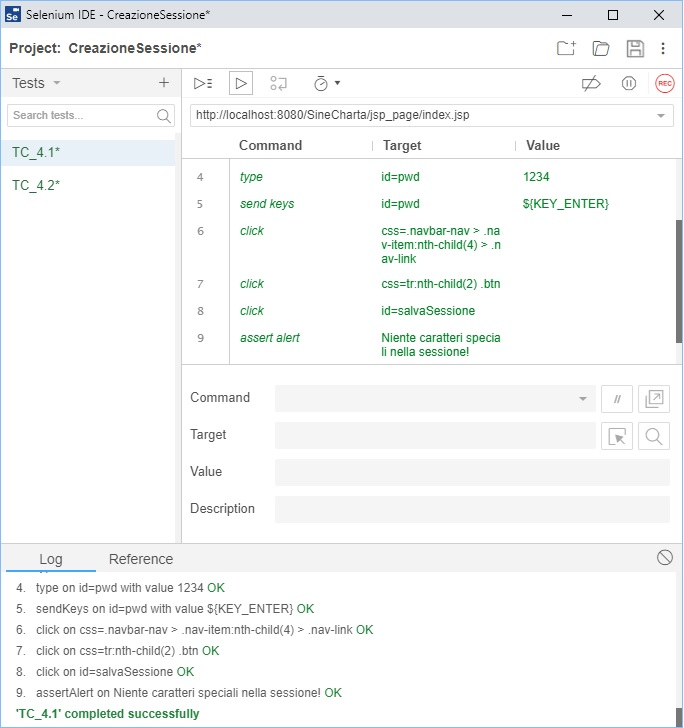 Se Selenium IDE - CreazioneSessione*
Project: CreazioneSessione*
Tests
REC
Search tests...
http://localhost:8080/SineCharta/jsp_page/index.jsp
Command Target Value
TC_4.1*
TC_4.2*
4 type id=pwd 1234
5 send keys id=pwd ${KEY_ENTER}
6 click css=.navbar-nav > .na
v-item:nth-child(4) > .n
av-link
7 click css=tr:nth-child(2) .btn
8 click id=salvaSessione
9 assert alert Niente caratteri specia
li nella sessione!
Command //
Target
Value
Description
Log Reference
4. type on id=pwd with value 1234 OK
5. sendKeys on id=pwd with value ${KEY_ENTER} OK
6. click on css=.navbar-nav > .nav-item:nth-child(4) > .nav-link OK
7. click on css=tr:nth-child(2) .btn OK
8. click on id=salvaSessione OK
9. assertAlert on Niente caratteri speciali nella sessione! OK
'TC_4.1' completed successfully